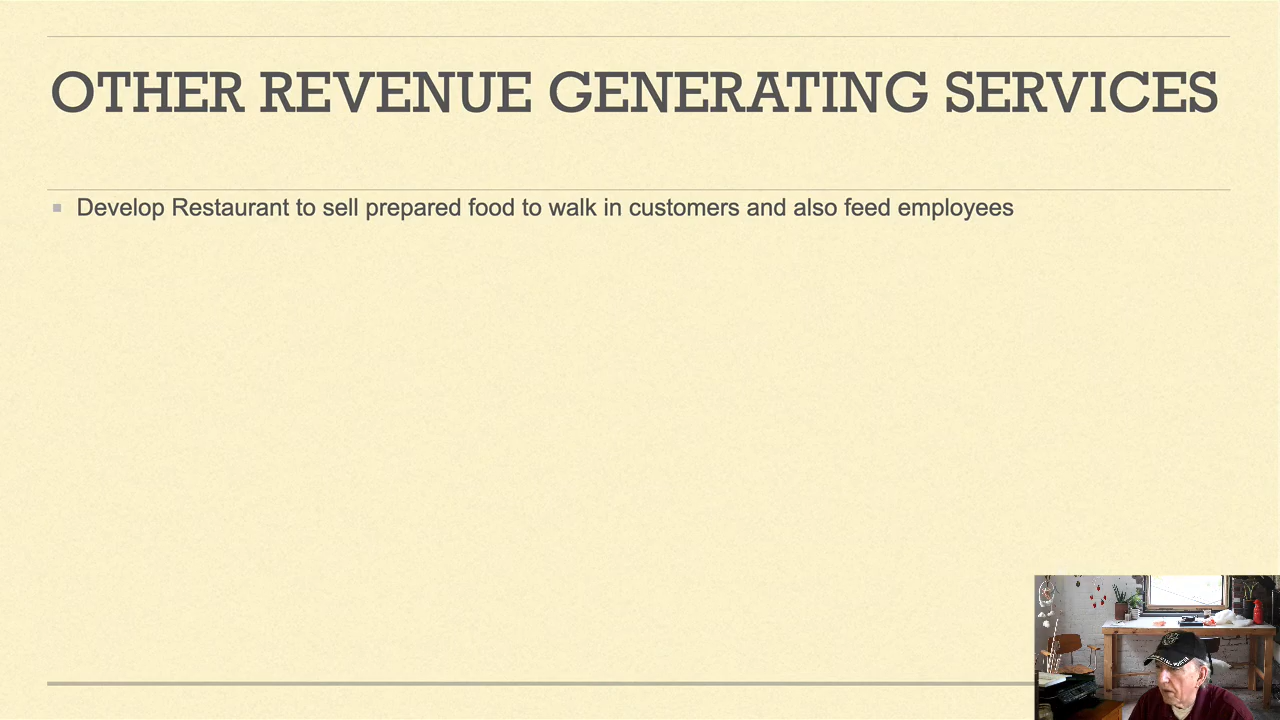 OTHER REVENUE GENERATING SERVICES
Develop Restaurant to sell prepared food to walk in customers and also feed employees